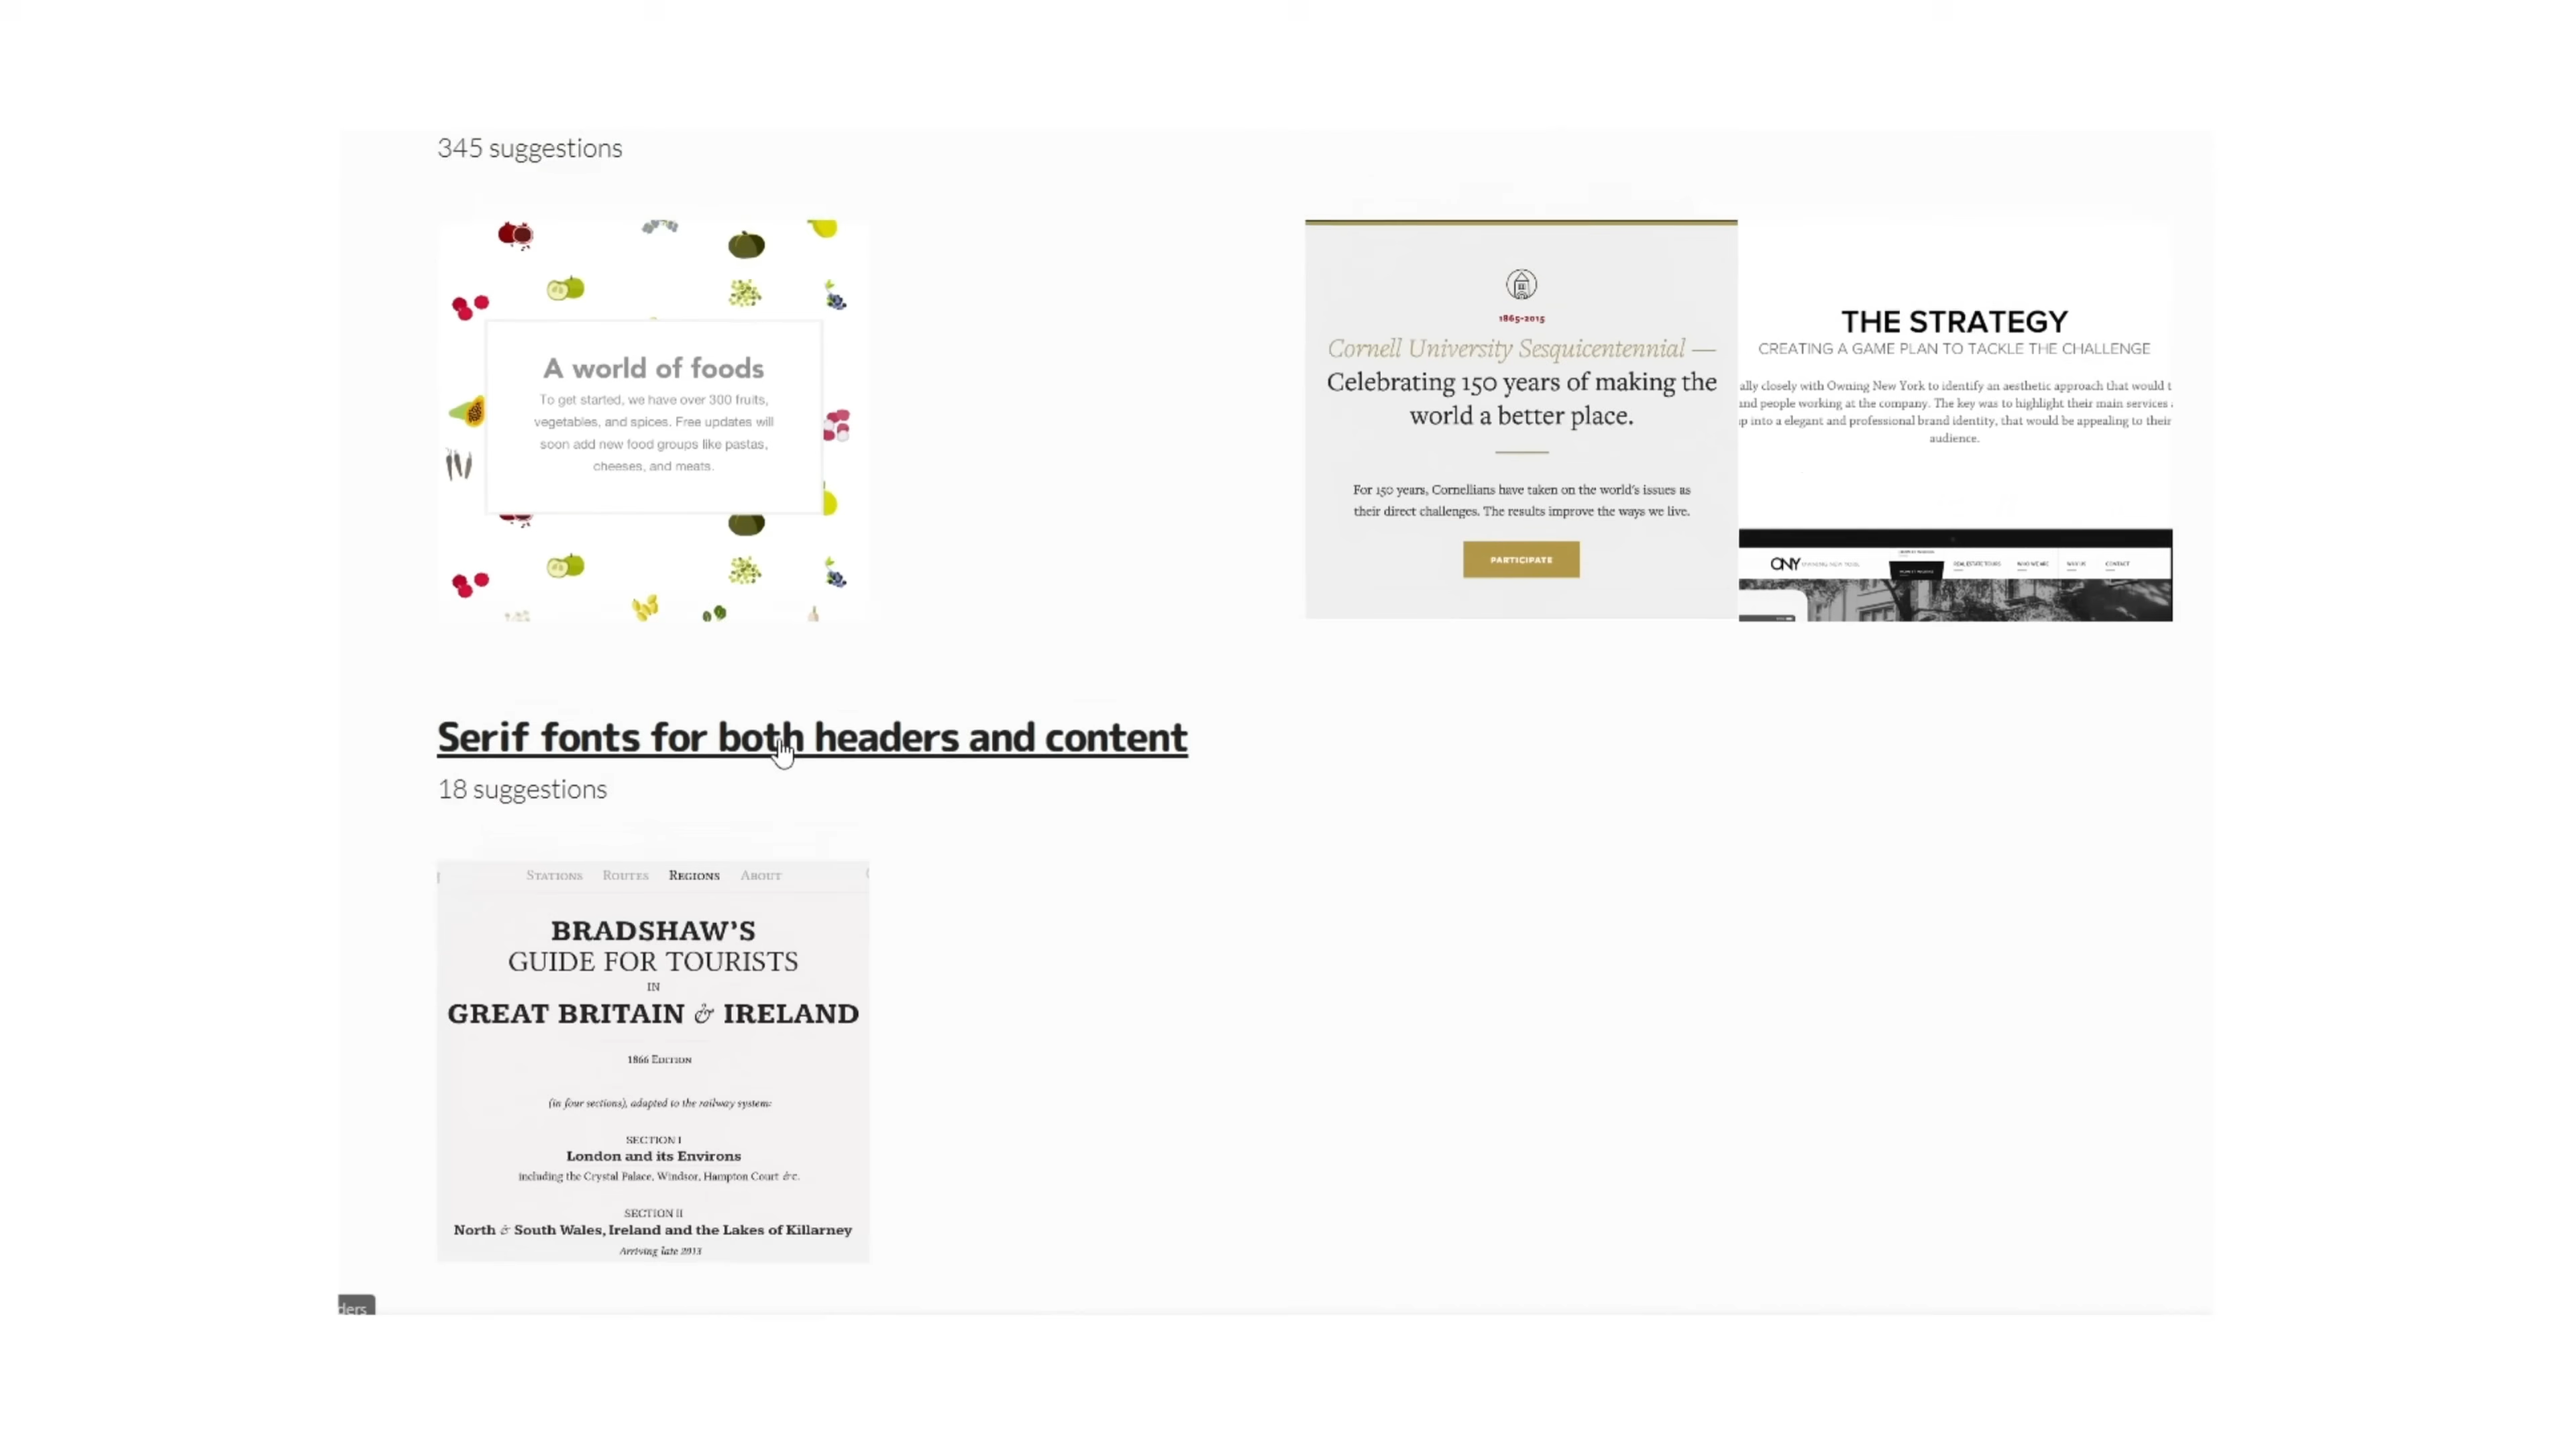 345 suggestions
A world of foods
To get started, we have over 300 fruits,
vegetables, and spices. Free updates will
soon add new food groups like pastas,
cheeses, and meats.
1865-2015
Cornell University Sesquicentennial —
Celebrating 150 years of making the
world a better place.
For 150 years, Cornellians have taken on the world's issues as
their direct challenges. The results improve the ways we live.
PARTICIPATE
THE STRATEGY
CREATING A GAME PLAN TO TACKLE THE CHALLENGE
ally closely with Owning New York to identify an aesthetic approach that would t
and people working at the company. The key was to highlight their main services
p into a elegant and professional brand identity, that would be appealing to their
audience.
ONY
REAL ESTATE TOURS WHO WE ARE CONTACT
Serif fonts for both headers and content
18 suggestions
STATIONS ROUTES REGIONS ABOUT
BRADSHAW'S
GUIDE FOR TOURISTS
IN
GREAT BRITAIN & IRELAND
1866 EDITION
(in four sections), adapted to the railway system:
SECTION I
London and its Environs
including the Crystal Palace, Windsor, Hampton Court &c.
SECTION II
North & South Wales, Ireland and the Lakes of Killarney
Arriving late 2013
ders